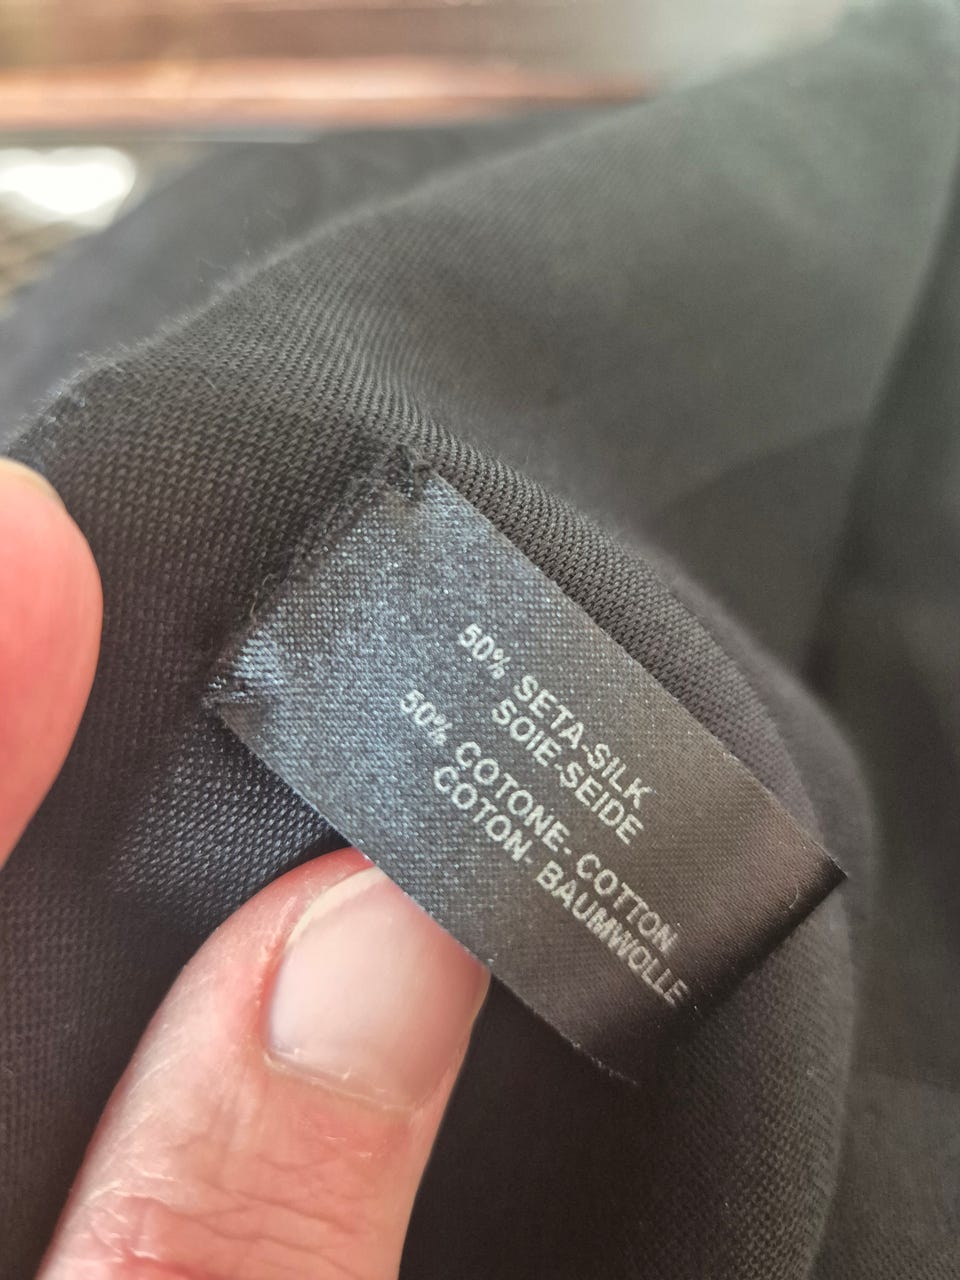 50% SETA-SILK
SOIE-SEIDE
50% COTONE- COTTON
COTON- BAUMWOLLE